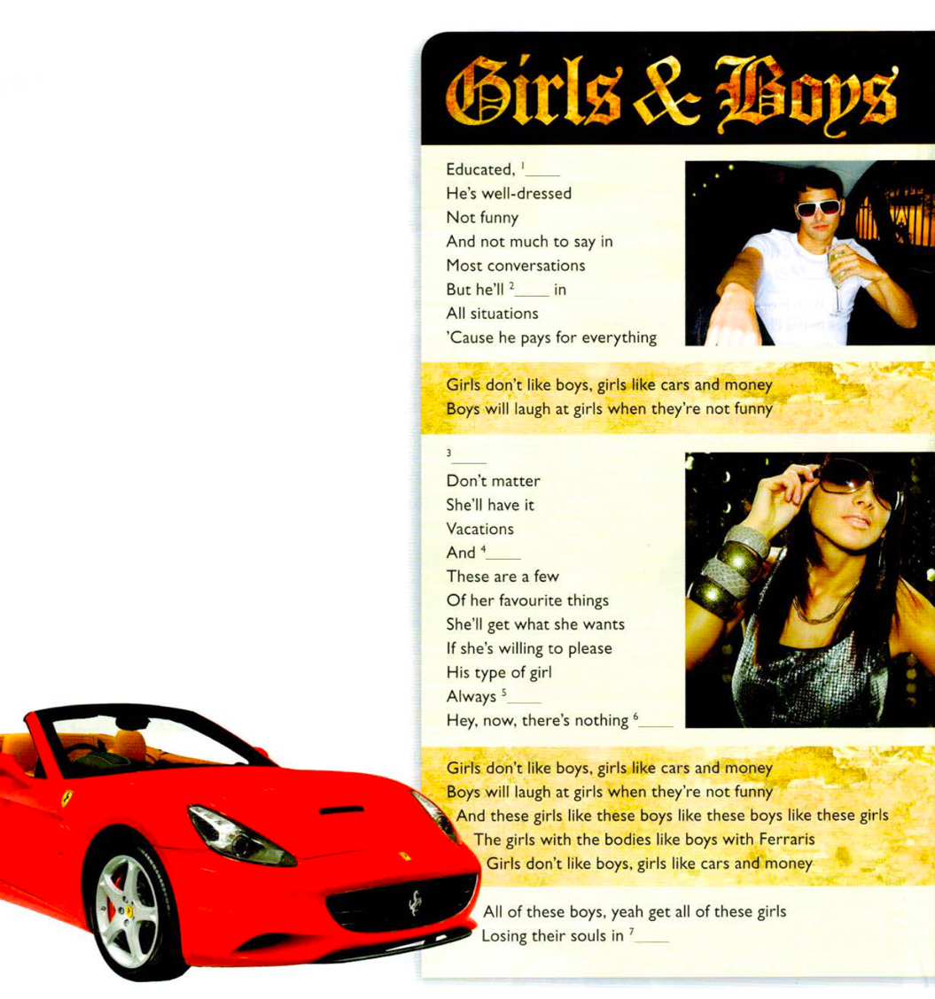 Girls & Boys
Educated, 1____
He's well-dressed
Not funny
And not much to say in
Most conversations
But he'll 2____ in
All situations
'Cause he pays for everything
Girls don't like boys, girls like cars and money
Boys will laugh at girls when they're not funny
3____
Don't matter
She'll have it
Vacations
And 4____
These are a few
Of her favourite things
She'll get what she wants
If she's willing to please
His type of girl
Always 5____
Hey, now, there's nothing 6____
Girls don't like boys, girls like cars and money
Boys will laugh at girls when they're not funny
And these girls like these boys like these boys like these girls
The girls with the bodies like boys with Ferraris
Girls don't like boys, girls like cars and money
All of these boys, yeah get all of these girls
Losing their souls in 7____